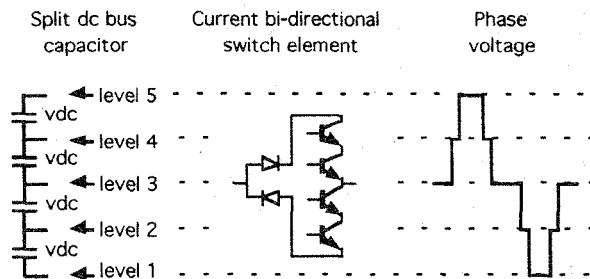 Split dc bus capacitor
Current bi-directional switch element
Phase voltage
level 5
vdc
level 4
vdc
level 3
vdc
level 2
vdc
level 1